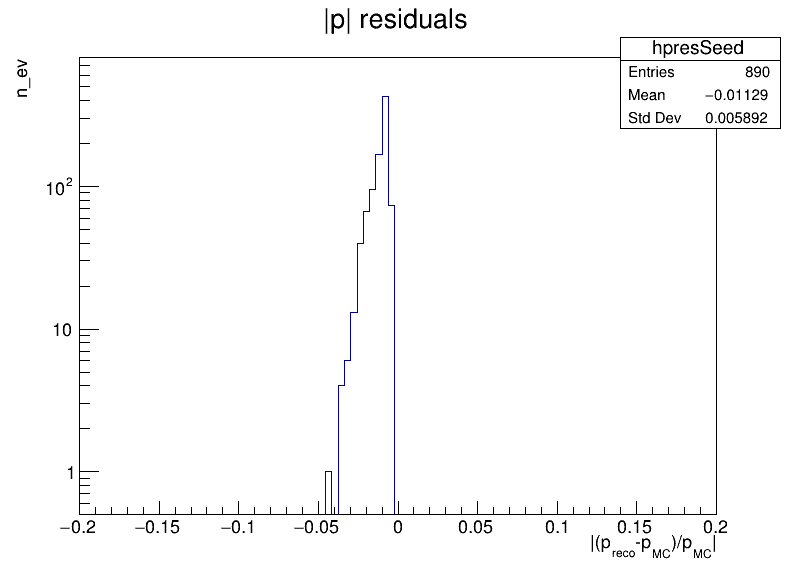 |p| residuals
hpresSeed
Entries 890
Mean −0.01129
Std Dev 0.005892
n_ev
10²
10
1
−0.2 −0.15 −0.1 −0.05 0 0.05 0.1 0.15 0.2
|(p_reco-p_MC)/p_MC|